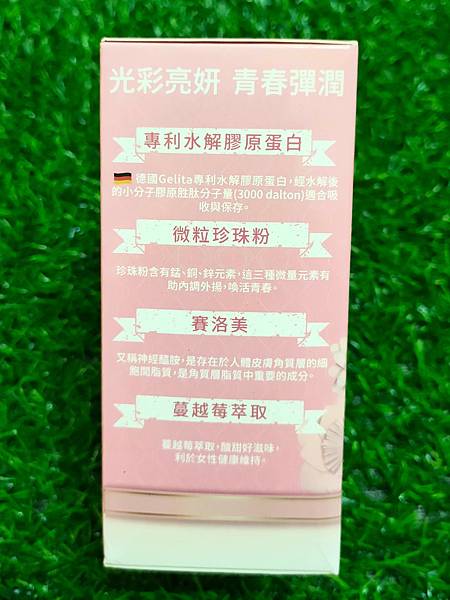 光彩亮妍 青春彈潤
專利水解膠原蛋白
德國Gelita專利水解膠原蛋白,經水解後
的小分子膠原胜肽分子量(3000 dalton)適合吸
收與保存。
微粒珍珠粉
珍珠粉含有錳、銅、鋅元素,這三種微量元素有
助內調外揚,喚活青春。
賽洛美
又稱神經醯胺,是存在於人體皮膚角質層的細
胞間脂質,是角質層脂質中重要的成分。
蔓越莓萃取
蔓越莓萃取,酸甜好滋味,
利於女性健康維持。